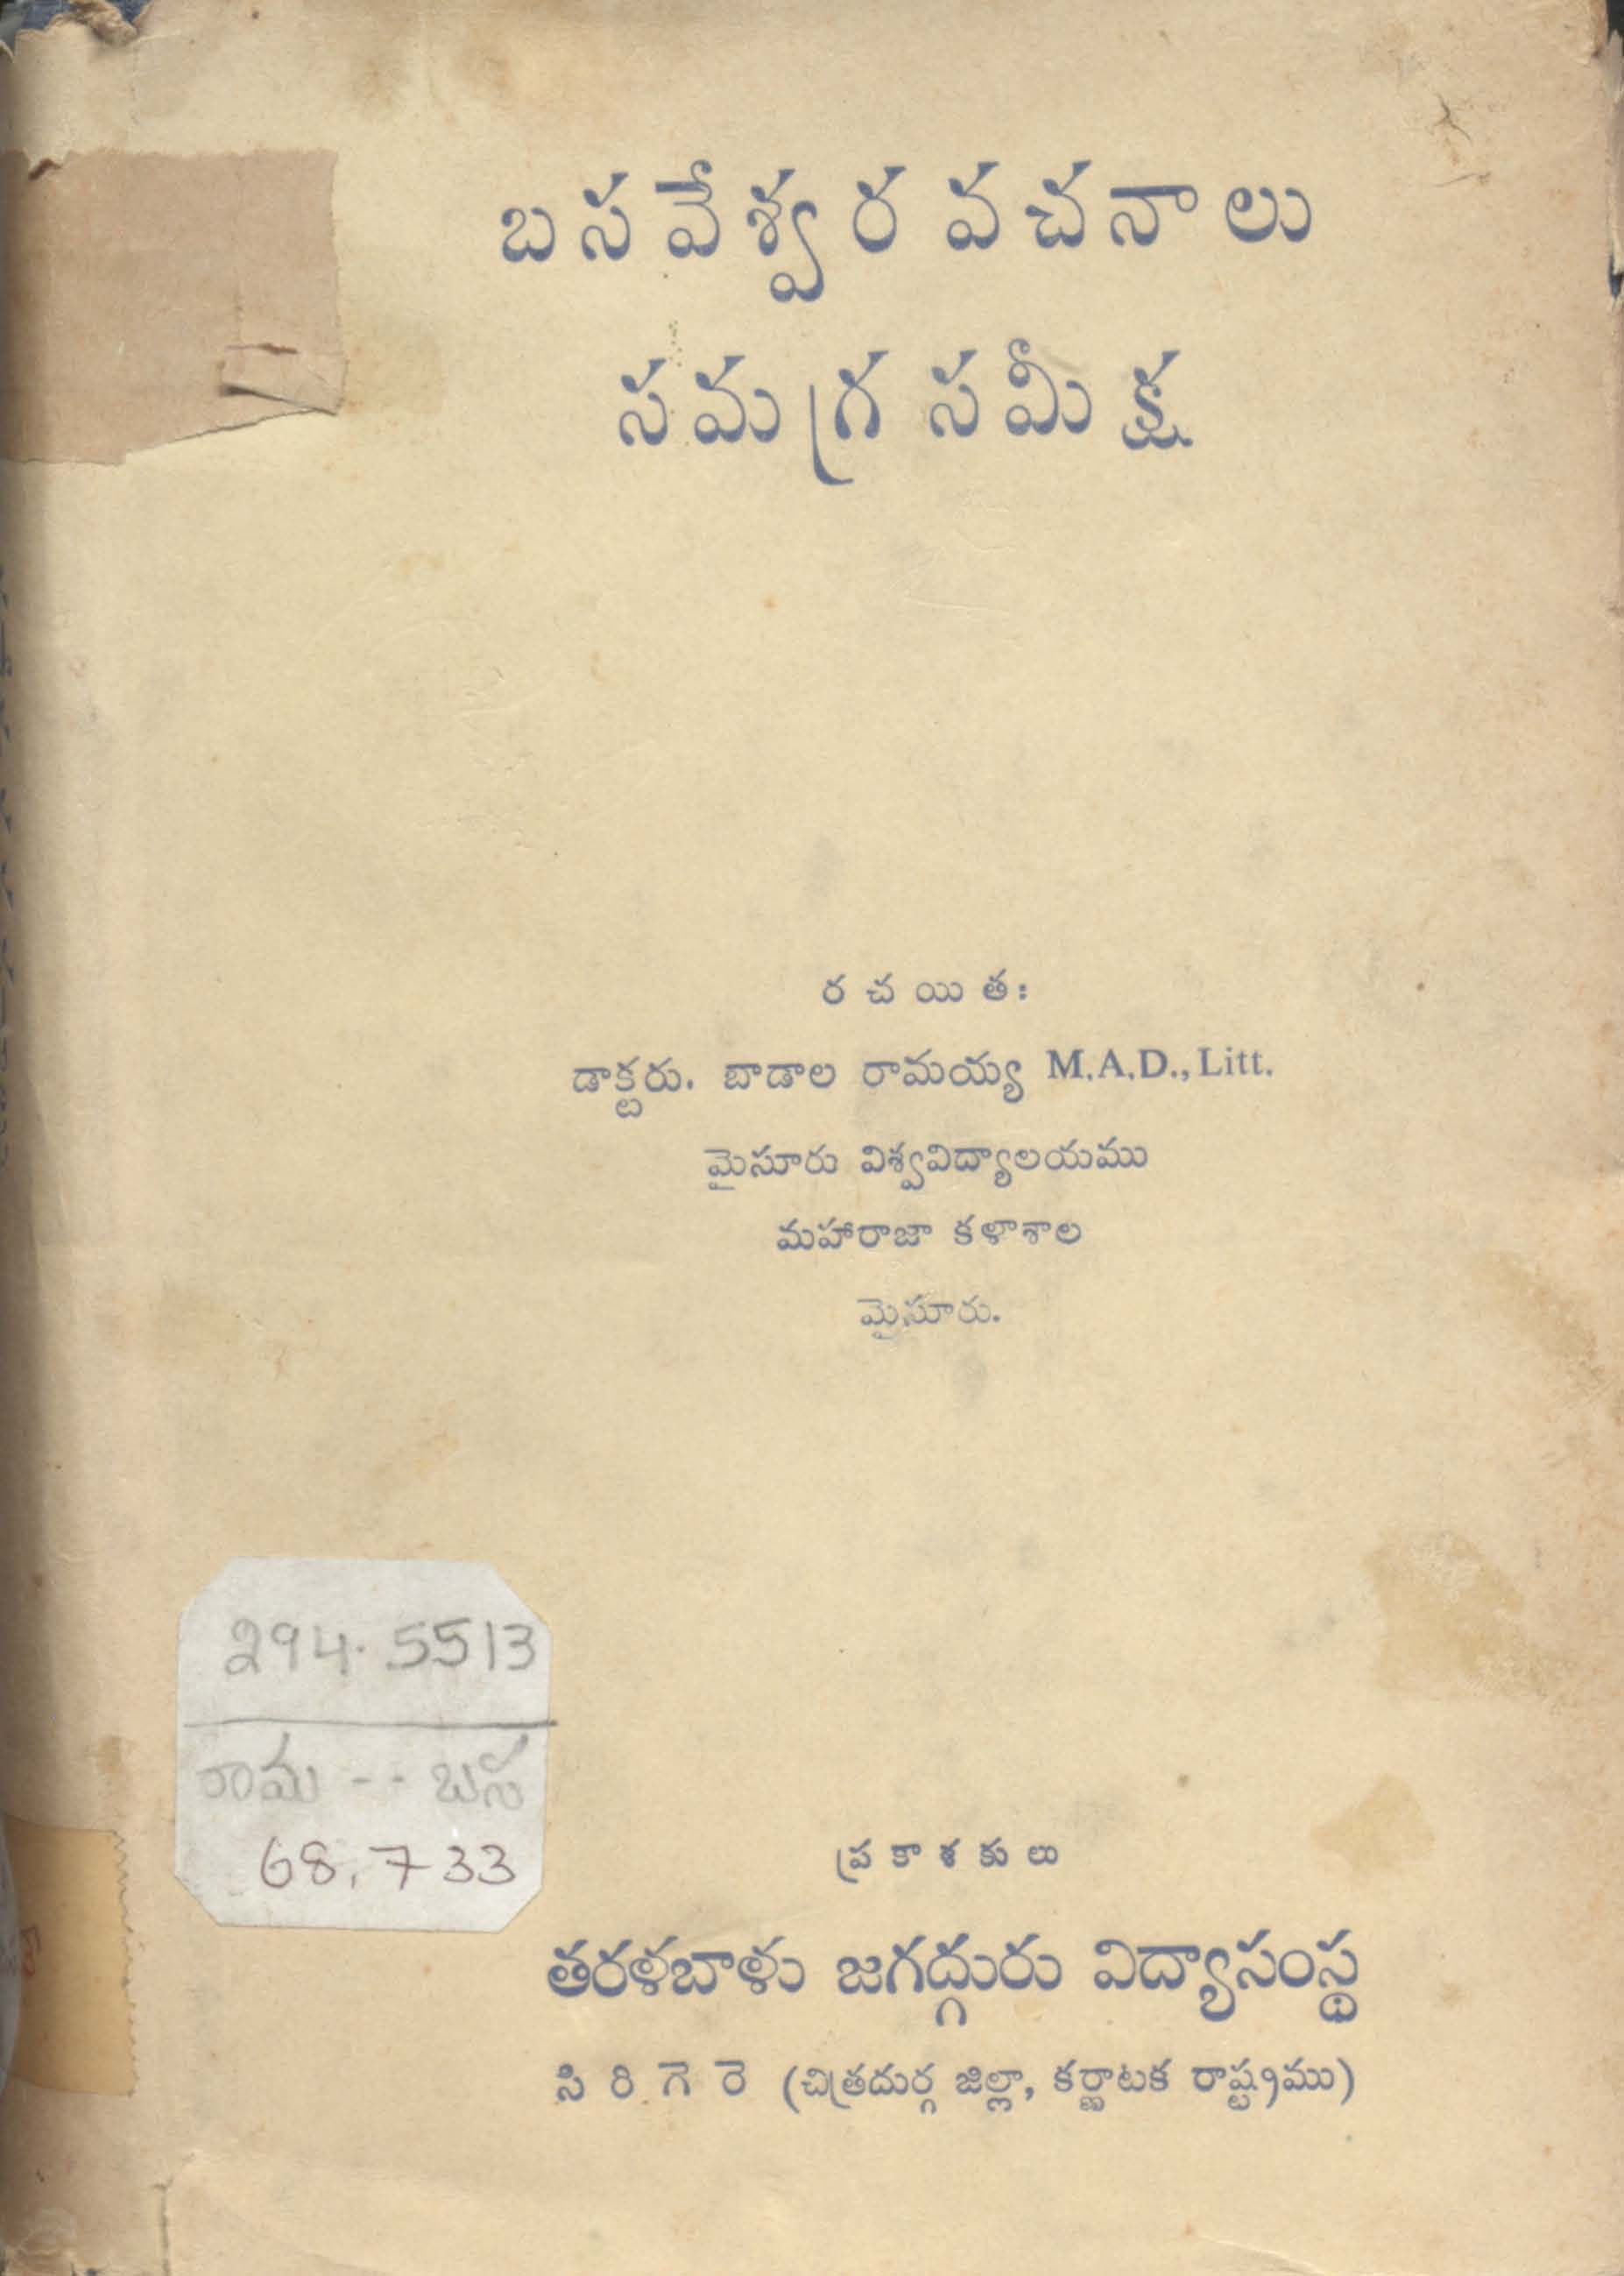 బసవేశ్వర వచనాలు
సమగ్ర సమీక్ష
రచయిత:
డాక్టరు. బాడాల రామయ్య M.A.D., Litt.
మైసూరు విశ్వవిద్యాలయము
మహారాజా కళాశాల
మైసూరు.
294.5513
రామ -- బస
68.733
ప్రకాశకులు
తరళబాళు జగద్గురు విద్యాసంస్థ
సిరిగెరె (చిత్రదుర్గ జిల్లా, కర్ణాటక రాష్ట్రము)